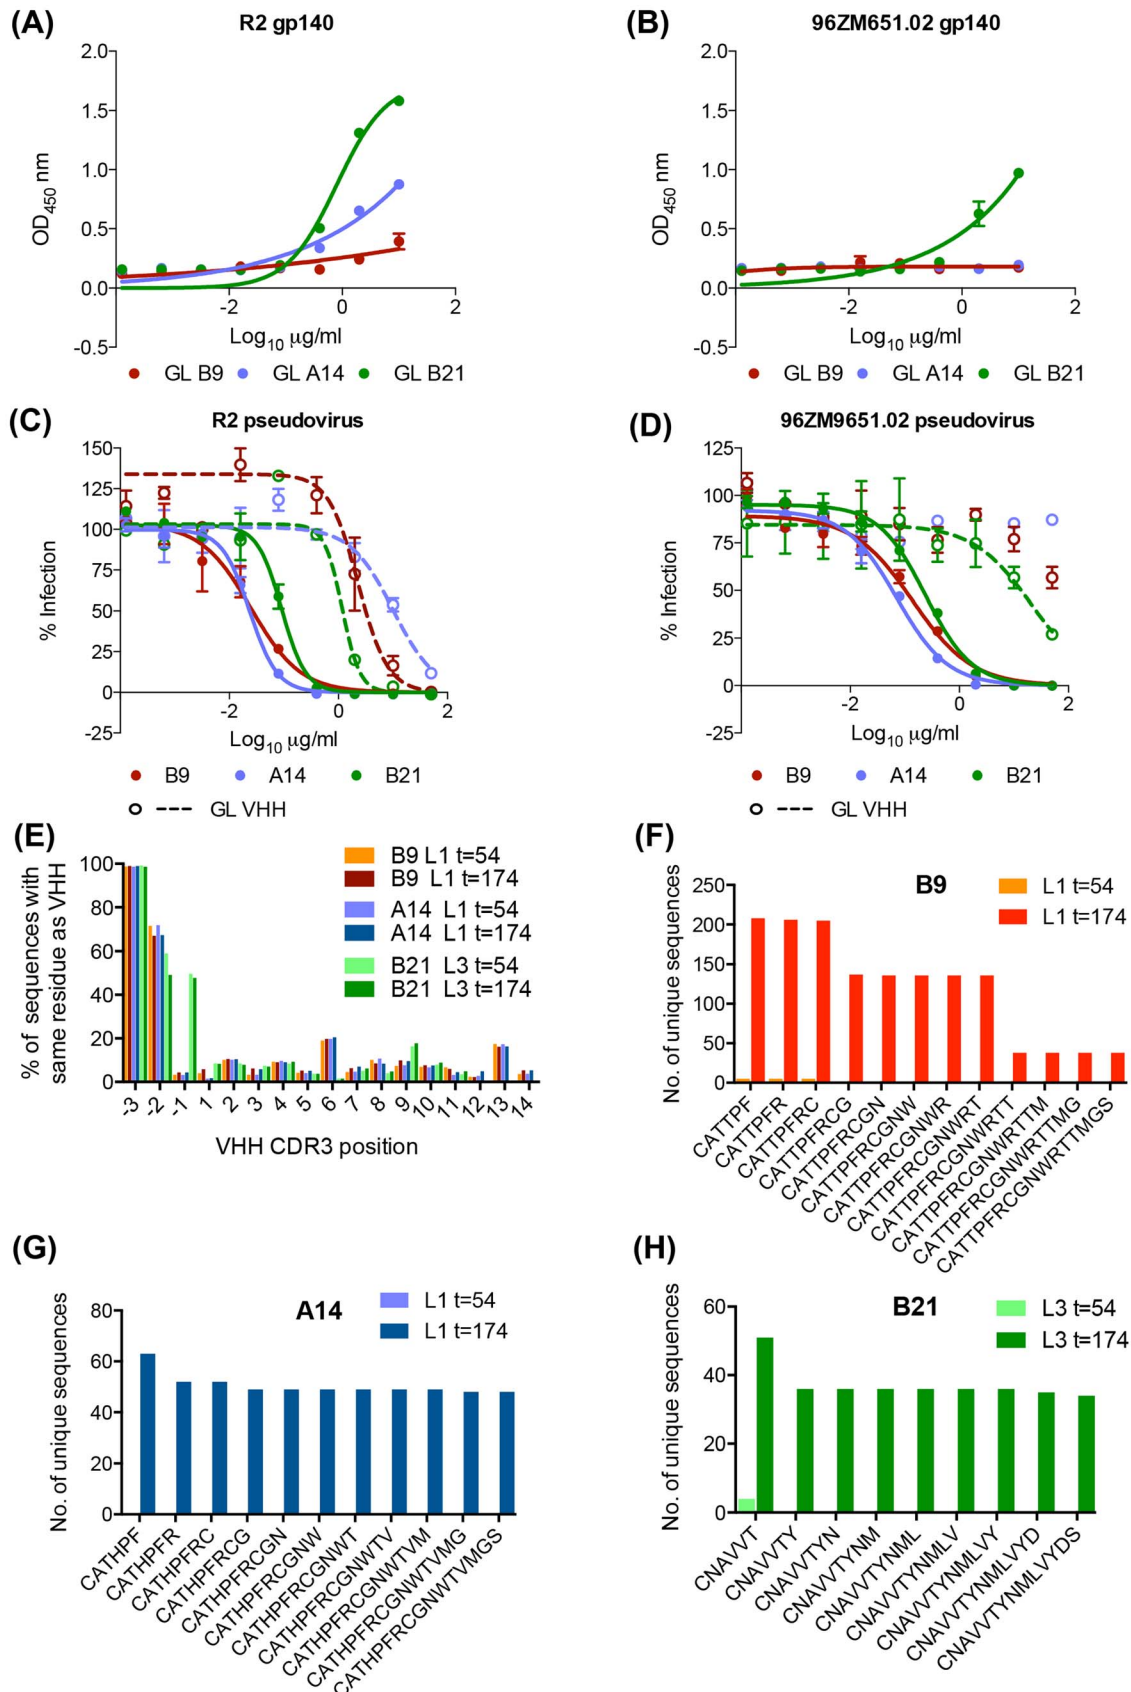 (A)
R2 gp140
2.0
1.5
1.0
0.5
0.0
-0.5
OD450 nm
-2
0
2
Log10 µg/ml
GL B9
GL A14
GL B21
(B)
96ZM651.02 gp140
2.0
1.5
1.0
0.5
0.0
-0.5
OD450 nm
-2
0
2
Log10 µg/ml
GL B9
GL A14
GL B21
(C)
R2 pseudovirus
150
125
100
75
50
25
0
-25
% Infection
-2
0
2
Log10 µg/ml
B9
A14
B21
GL VHH
(D)
96ZM9651.02 pseudovirus
125
100
75
50
25
0
-25
% Infection
-2
0
2
Log10 µg/ml
B9
A14
B21
GL VHH
(E)
% of sequences with
same residue as VHH
100
80
60
40
20
0
B9 L1 t=54
B9 L1 t=174
A14 L1 t=54
A14 L1 t=174
B21 L3 t=54
B21 L3 t=174
-3
-2
-1
1
2
3
4
5
6
7
8
9
10
11
12
13
14
VHH CDR3 position
(F)
B9
L1 t=54
L1 t=174
No. of unique sequences
250
200
150
100
50
0
CATTPF
CATTPFR
CATTPFRC
CATTPFRCG
CATTPFRCGN
CATTPFRCGNW
CATTPFRCGNWR
CATTPFRCGNWRT
CATTPFRCGNWRTT
CATTPFRCGNWRTTM
CATTPFRCGNWRTTMG
CATTPFRCGNWRTTMGS
(G)
A14
L1 t=54
L1 t=174
No. of unique sequences
80
60
40
20
0
CATHPF
CATHPFR
CATHPFRC
CATHPFRCG
CATHPFRCGN
CATHPFRCGNW
CATHPFRCGNWT
CATHPFRCGNWTV
CATHPFRCGNWTVM
CATHPFRCGNWTVMG
CATHPFRCGNWTVMGS
(H)
B21
L3 t=54
L3 t=174
No. of unique sequences
60
40
20
0
CNAVVT
CNAVVTY
CNAVVTYN
CNAVVTYNM
CNAVVTYNML
CNAVVTYNMLV
CNAVVTYNMLVY
CNAVVTYNMLVYD
CNAVVTYNMLVYDS